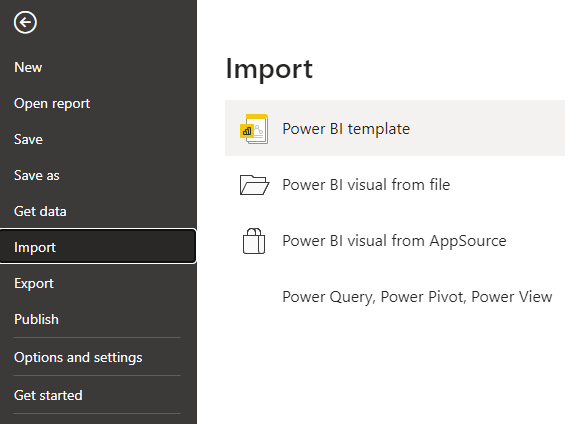 New
Open report
Save
Save as
Get data
Import
Export
Publish
Options and settings
Get started
Import
Power BI template
Power BI visual from file
Power BI visual from AppSource
Power Query, Power Pivot, Power View